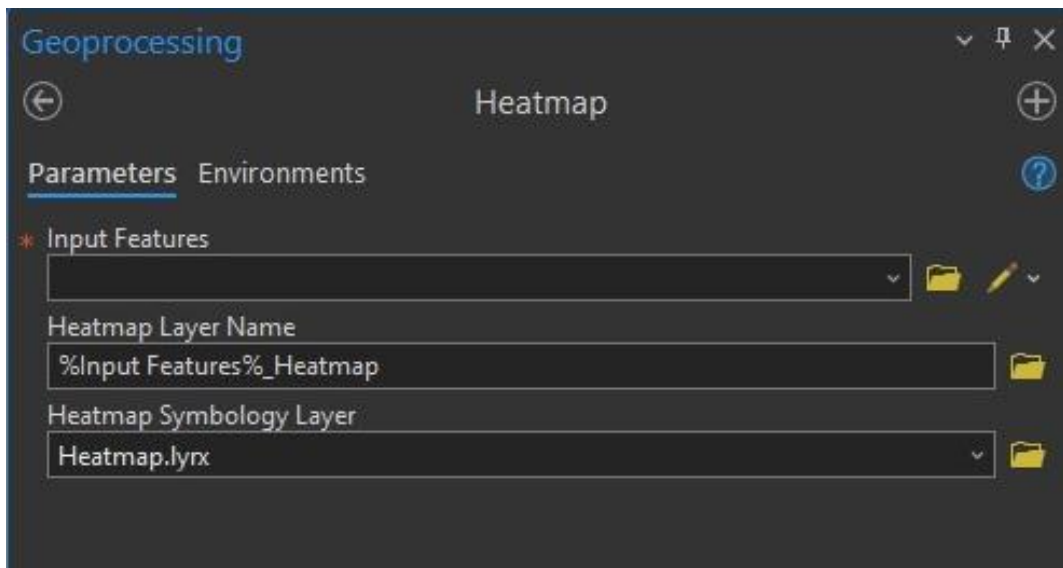 Geoprocessing
Heatmap
Parameters Environments
* Input Features
Heatmap Layer Name
%Input Features%_Heatmap
Heatmap Symbology Layer
Heatmap.lyrx